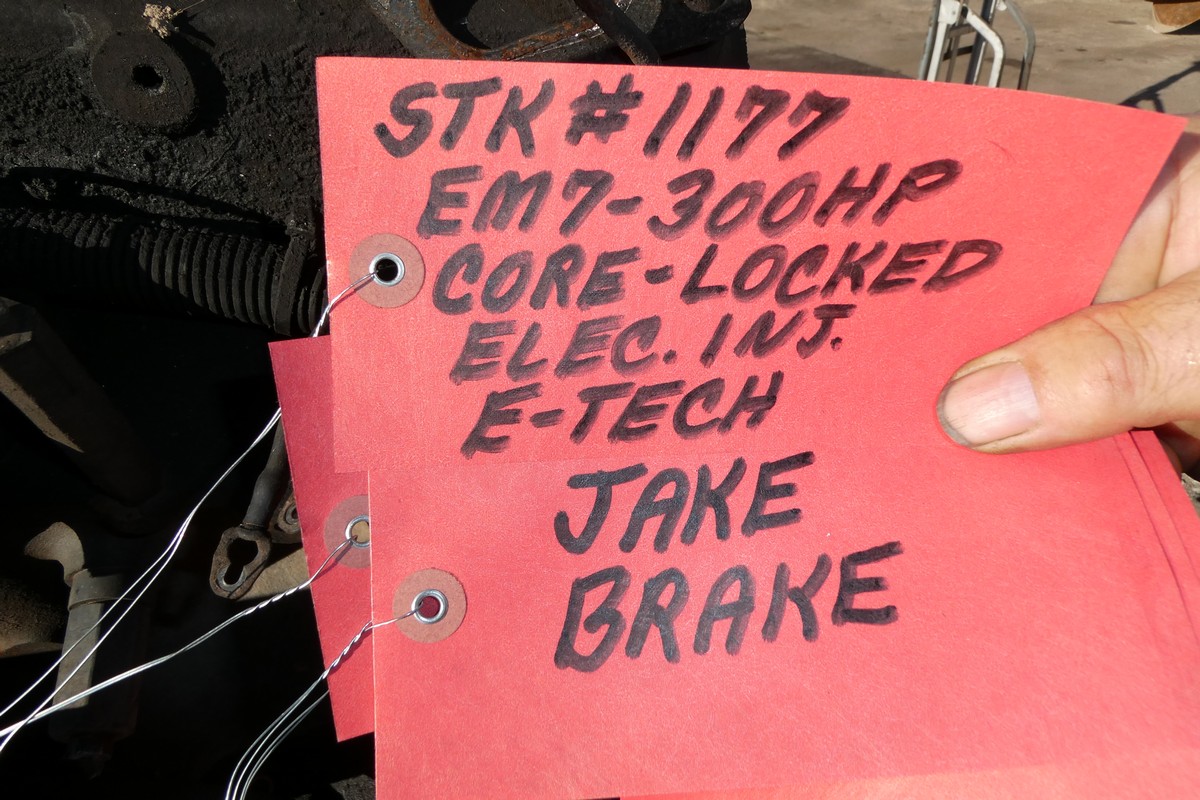 STK #1177
EM7-300HP
CORE-LOCKED
ELEC. INJ.
E-TECH
JAKE
BRAKE